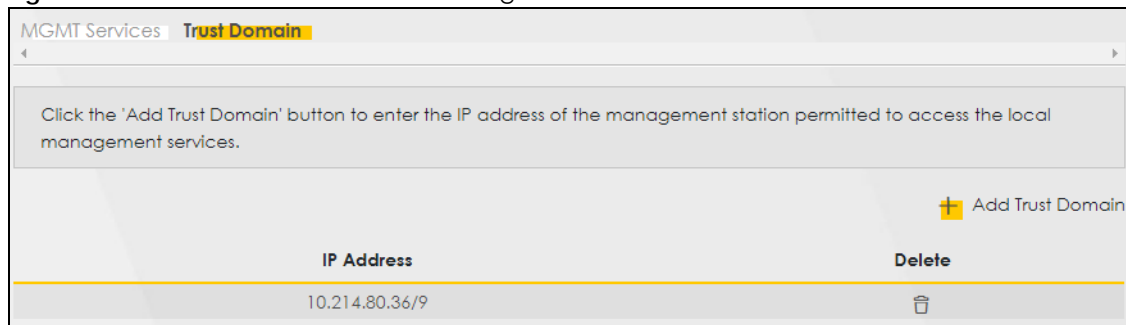 MGMT Services Trust Domain
Click the 'Add Trust Domain' button to enter the IP address of the management station permitted to access the local
management services.
+ Add Trust Domain
IP Address Delete
10.214.80.36/9